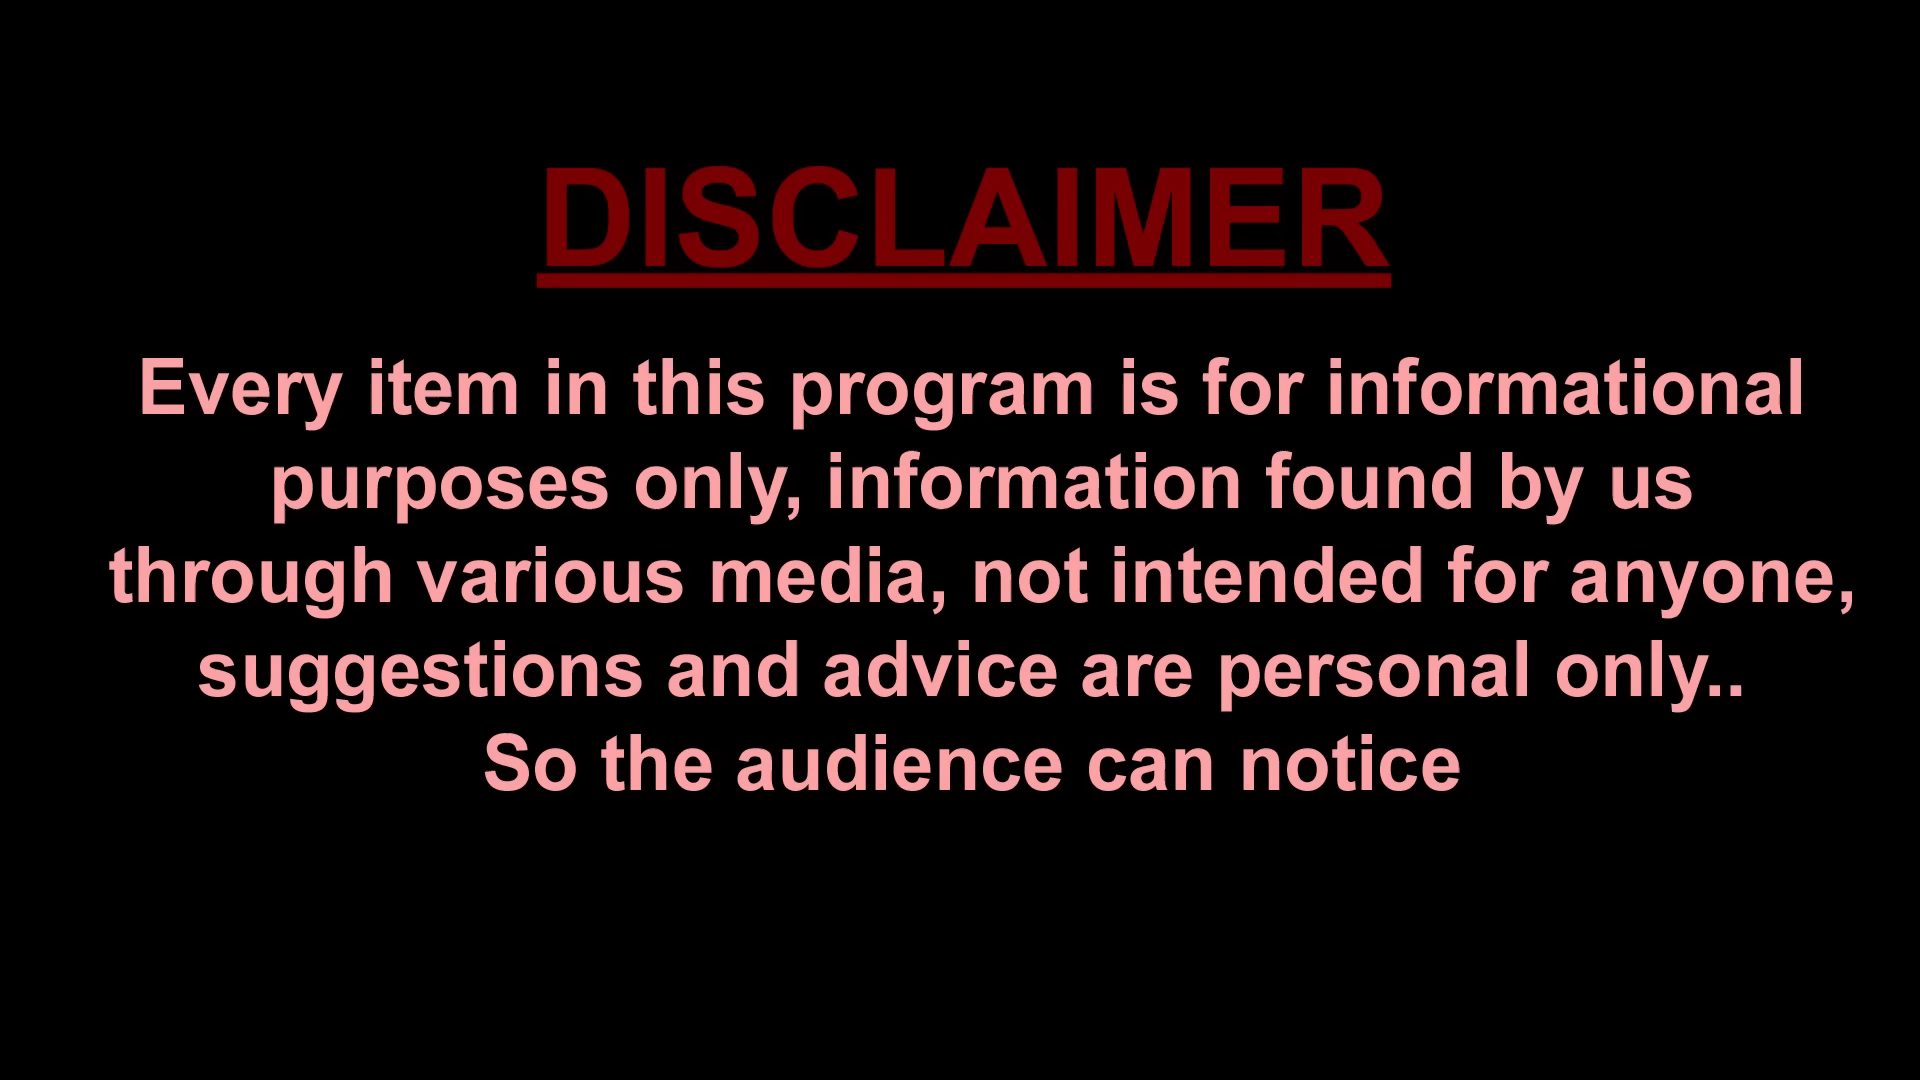 DISCLAIMER
Every item in this program is for informational
purposes only, information found by us
through various media, not intended for anyone,
suggestions and advice are personal only..
So the audience can notice